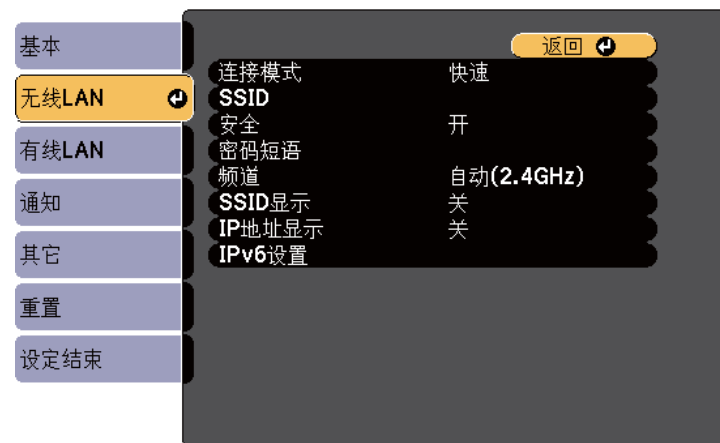 基本
无线LAN
有线LAN
通知
其它
重置
设定结束
返回
连接模式 快速
SSID
安全 开
密码短语
频道 自动(2.4GHz)
SSID显示 关
IP地址显示 关
IPv6设置